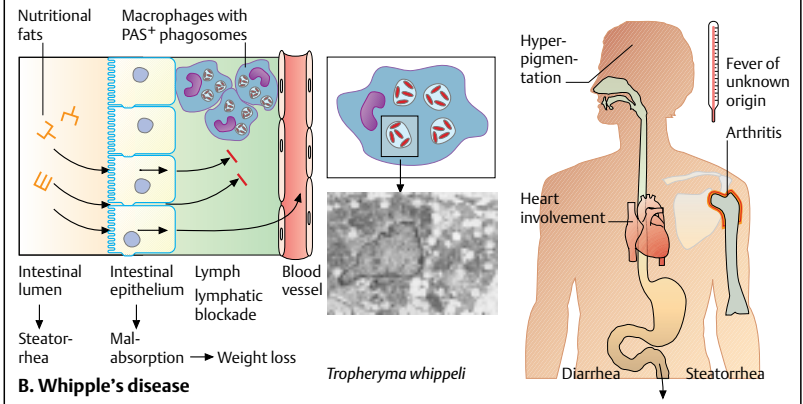 Nutritional
fats
Macrophages with
PAS+ phagosomes
Intestinal
lumen
Intestinal
epithelium
Lymph
lymphatic
blockade
Blood
vessel
Steator-
rhea
Mal-
absorption
Weight loss
B. Whipple's disease
Tropheryma whippeli
Hyper-
pigmen-
tation
Fever of
unknown
origin
Arthritis
Heart
involvement
Diarrhea
Steatorrhea